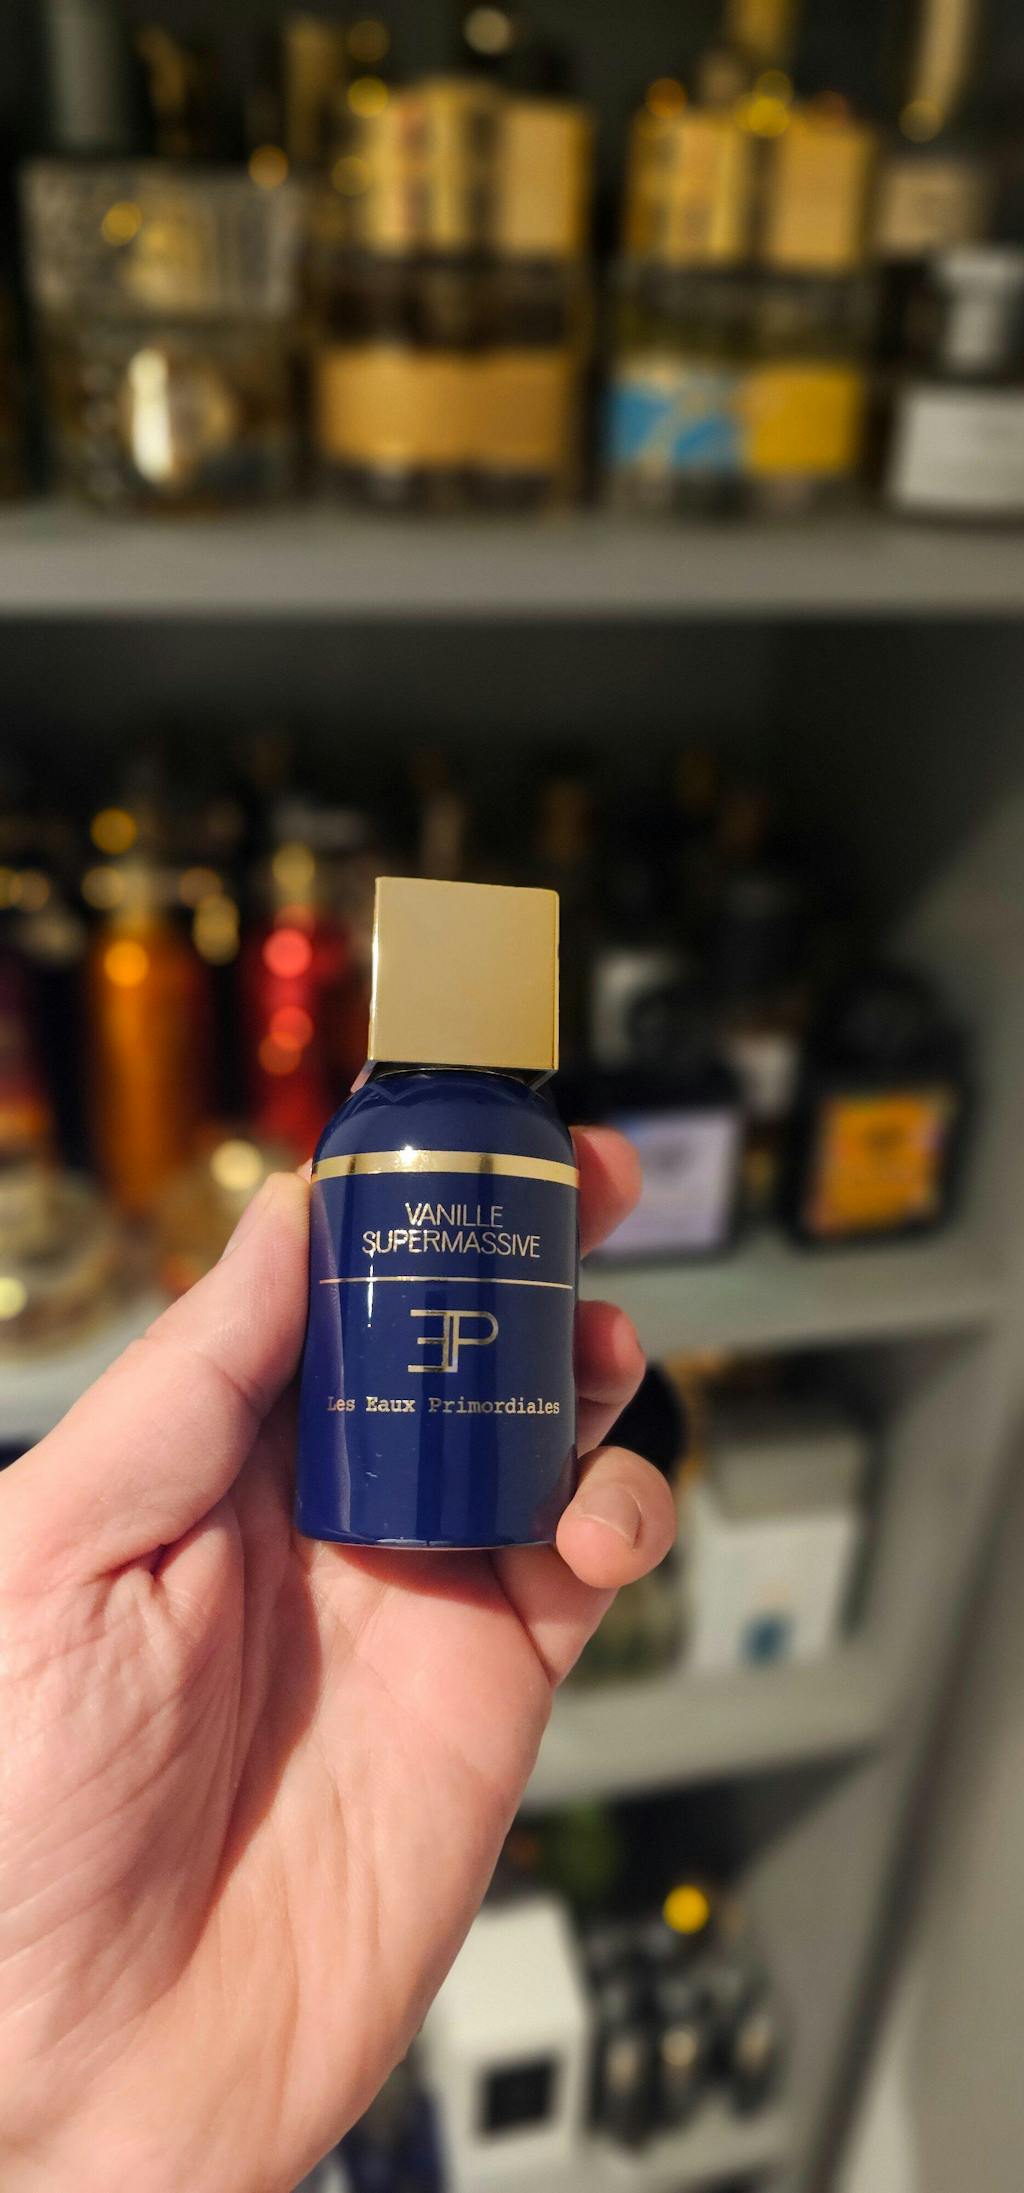 VANILLE
SUPERMASSIVE
EP
Les Eaux Primordiales